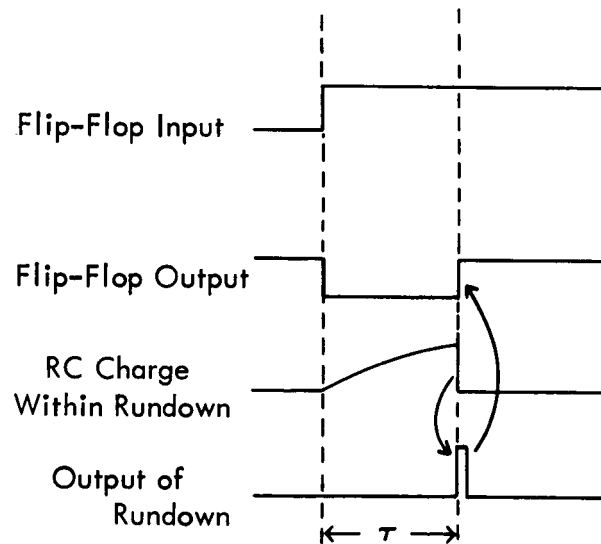 Flip-Flop Input
Flip-Flop Output
RC Charge
Within Rundown
Output of
Rundown
τ